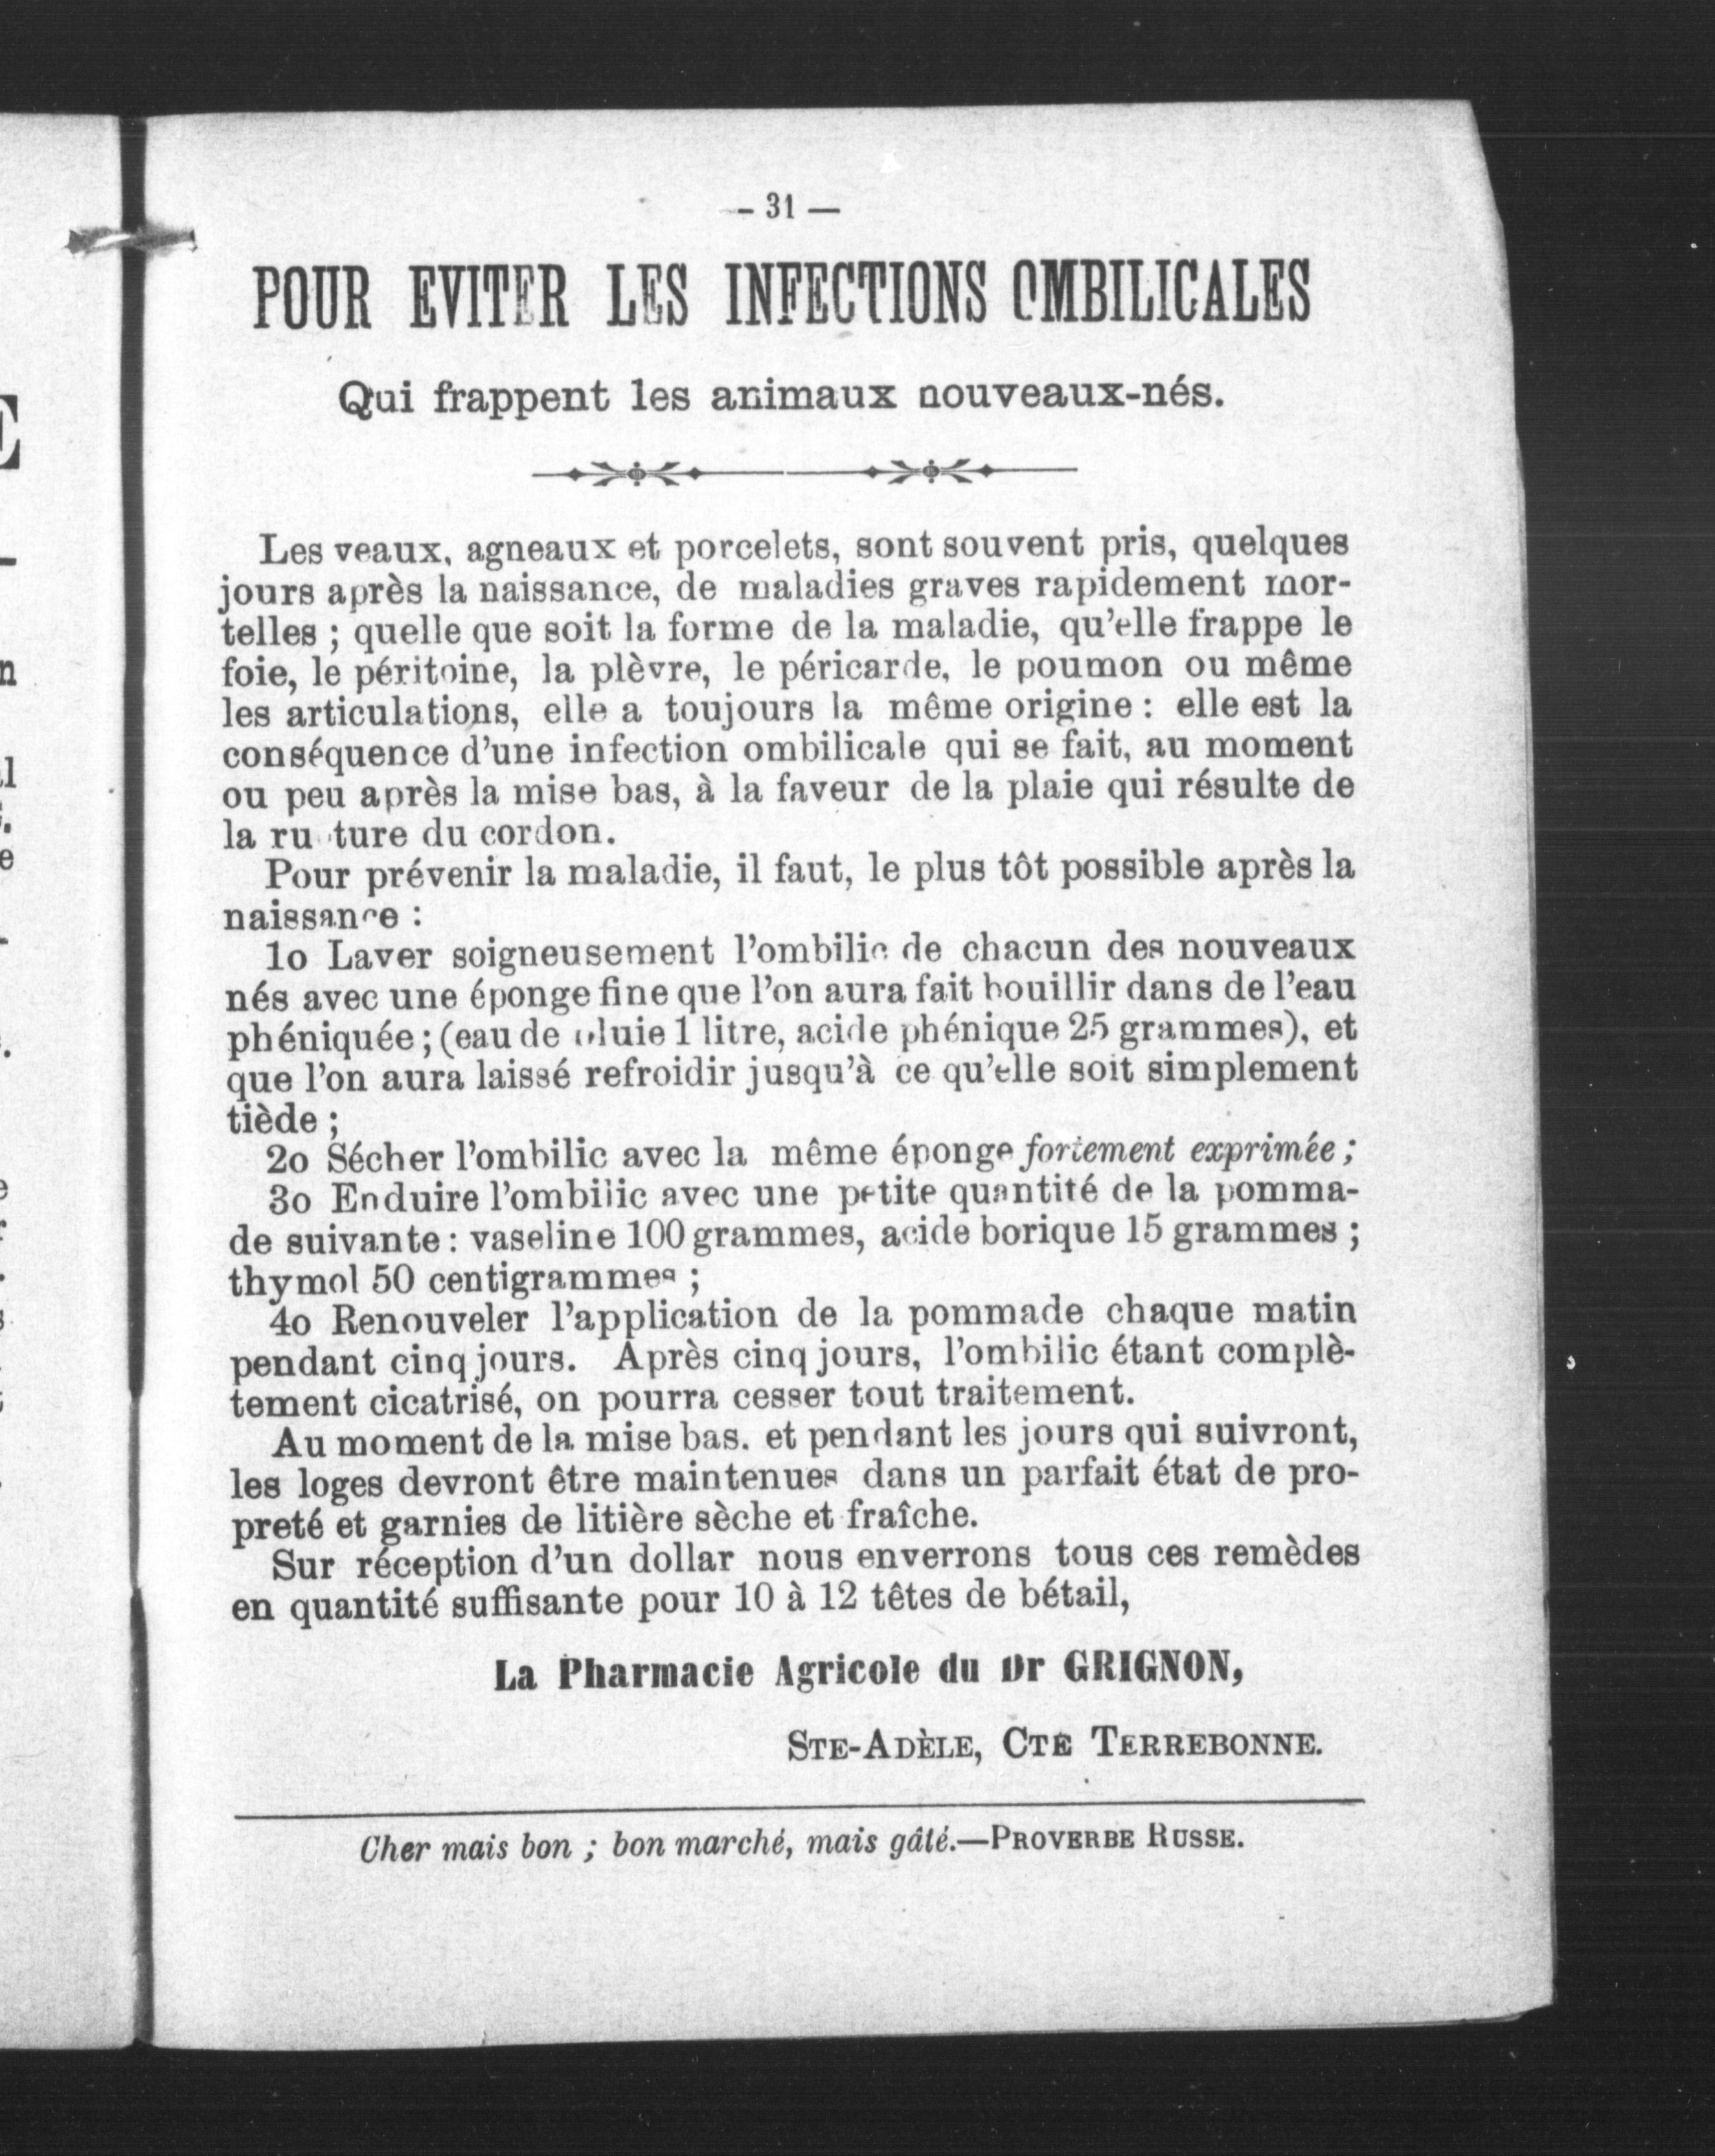 - 31 —
POUR EVITER LES INFECTIONS OMBILICALES
Qui frappent les animaux nouveaux-nés.
Les veaux, agneaux et porcelets, sont souvent pris, quelques
jours après la naissance, de maladies graves rapidement mor-
telles ; quelle que soit la forme de la maladie, qu'elle frappe le
foie, le péritoine, la plèvre, le péricarde, le poumon ou même
les articulations, elle a toujours la même origine : elle est la
conséquence d'une infection ombilicale qui se fait, au moment
ou peu après la mise bas, à la faveur de la plaie qui résulte de
la rupture du cordon.
Pour prévenir la maladie, il faut, le plus tôt possible après la
naissance :
1o Laver soigneusement l'ombilic de chacun des nouveaux
nés avec une éponge fine que l'on aura fait bouillir dans de l'eau
phéniquée ; (eau de pluie 1 litre, acide phénique 25 grammes), et
que l'on aura laissé refroidir jusqu'à ce qu'elle soit simplement
tiède ;
2o Sécher l'ombilic avec la même éponge fortement exprimée ;
3o Enduire l'ombilic avec une petite quantité de la pomma-
de suivante : vaseline 100 grammes, acide borique 15 grammes ;
thymol 50 centigrammes ;
4o Renouveler l'application de la pommade chaque matin
pendant cinq jours. Après cinq jours, l'ombilic étant complè-
tement cicatrisé, on pourra cesser tout traitement.
Au moment de la mise bas. et pendant les jours qui suivront,
les loges devront être maintenues dans un parfait état de pro-
preté et garnies de litière sèche et fraîche.
Sur réception d'un dollar nous enverrons tous ces remèdes
en quantité suffisante pour 10 à 12 têtes de bétail,
La Pharmacie Agricole du Dr GRIGNON,
STE-ADÈLE, CTÉ TERREBONNE.
Cher mais bon ; bon marché, mais gâté.—PROVERBE RUSSE.